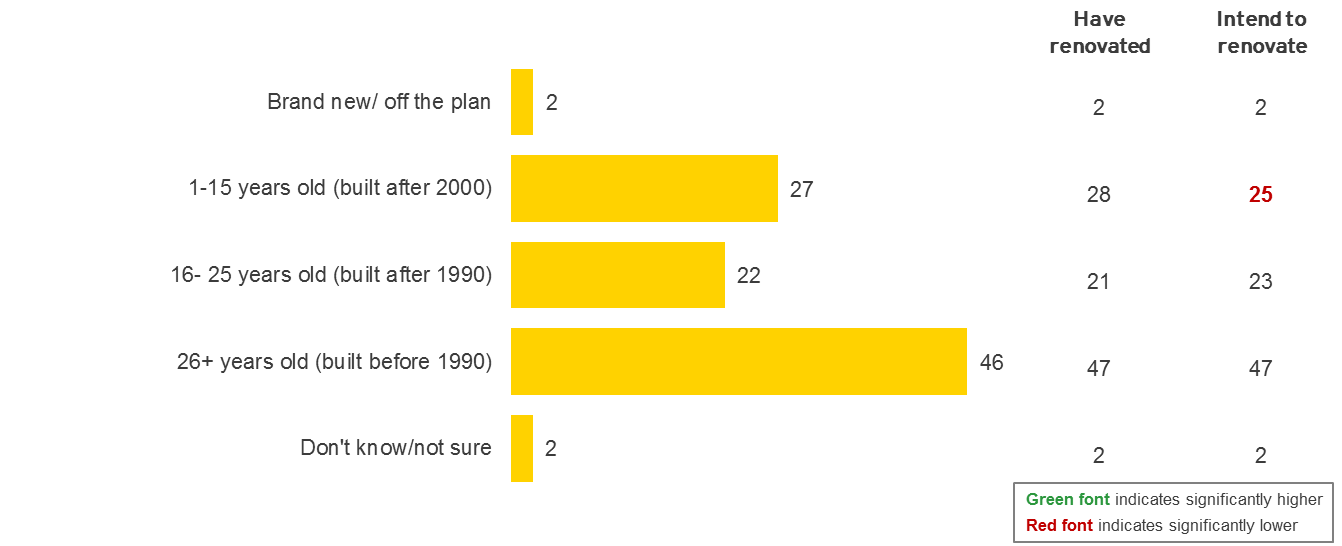 Have renovated Intend to renovate
Brand new/ off the plan 2 2 2
1-15 years old (built after 2000) 27 28 25
16- 25 years old (built after 1990) 22 21 23
26+ years old (built before 1990) 46 47 47
Don't know/not sure 2 2 2
Green font indicates significantly higher
Red font indicates significantly lower